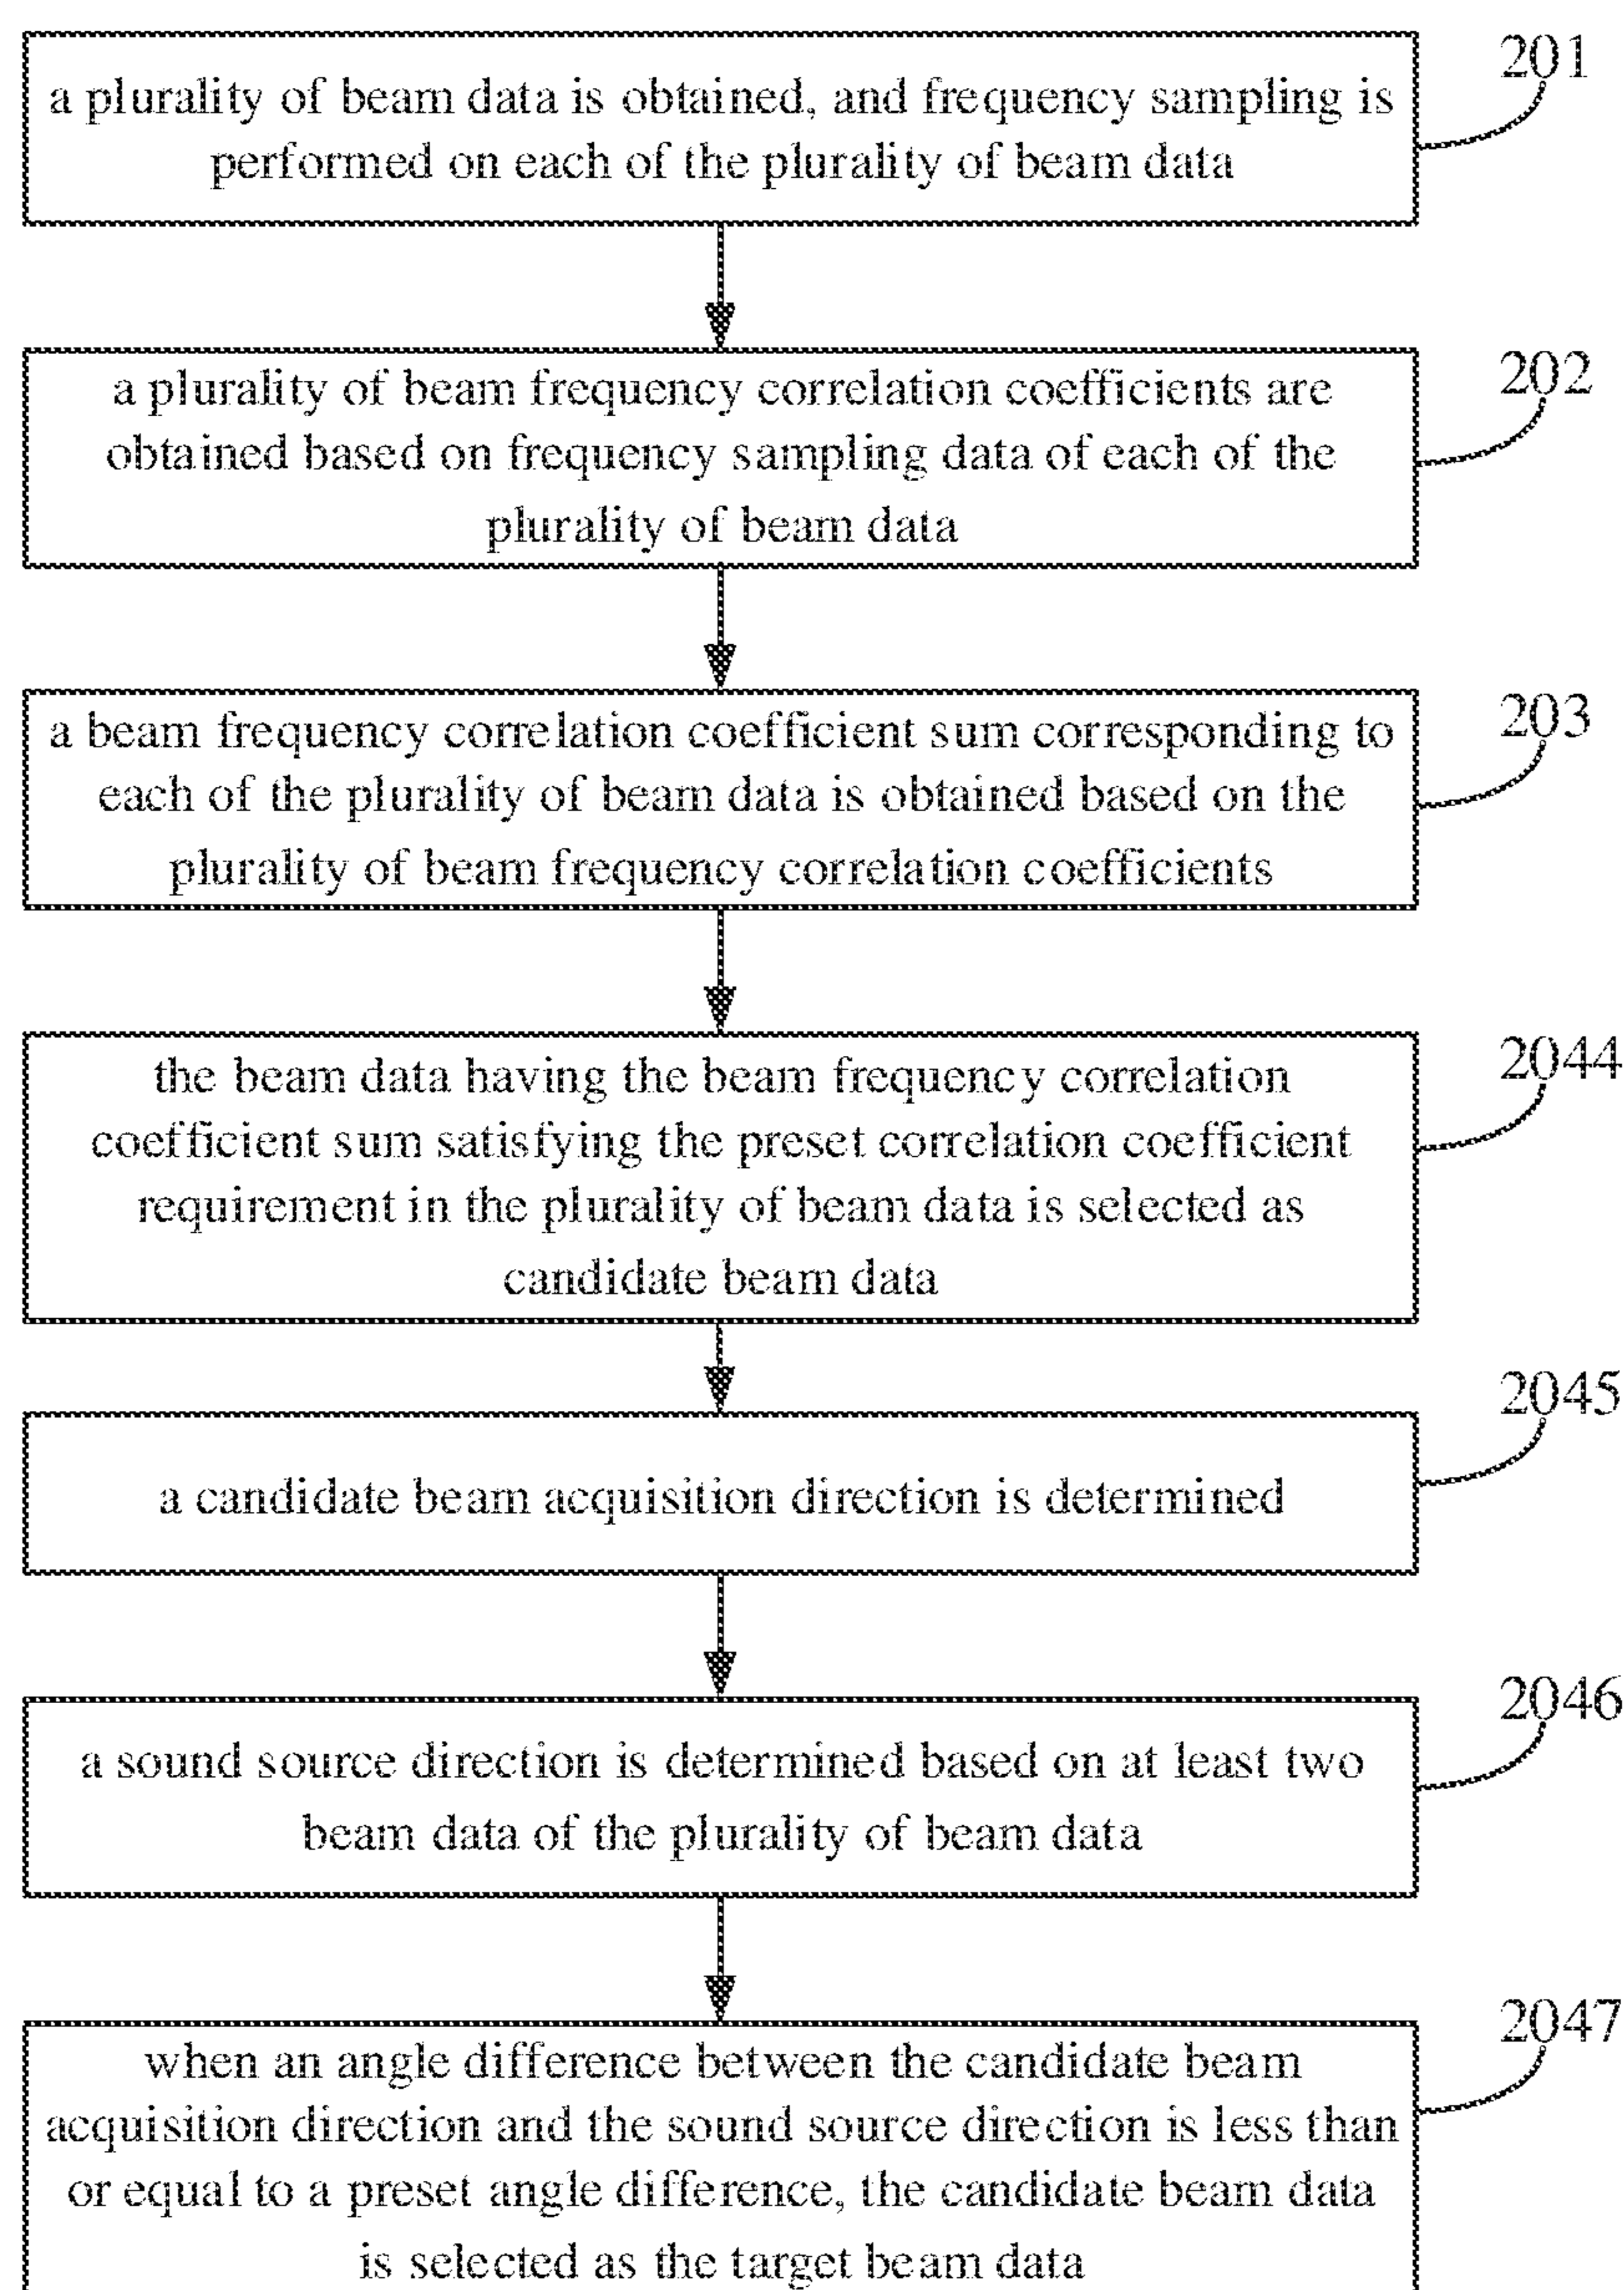 a plurality of beam data is obtained, and frequency sampling is
performed on each of the plurality of beam data
201
a plurality of beam frequency correlation coefficients are
obtained based on frequency sampling data of each of the
plurality of beam data
202
a beam frequency correlation coefficient sum corresponding to
each of the plurality of beam data is obtained based on the
plurality of beam frequency correlation coefficients
203
the beam data having the beam frequency correlation
coefficient sum satisfying the preset correlation coefficient
requirement in the plurality of beam data is selected as
candidate beam data
2044
a candidate beam acquisition direction is determined
2045
a sound source direction is determined based on at least two
beam data of the plurality of beam data
2046
when an angle difference between the candidate beam
acquisition direction and the sound source direction is less than
or equal to a preset angle difference, the candidate beam data
is selected as the target beam data
2047